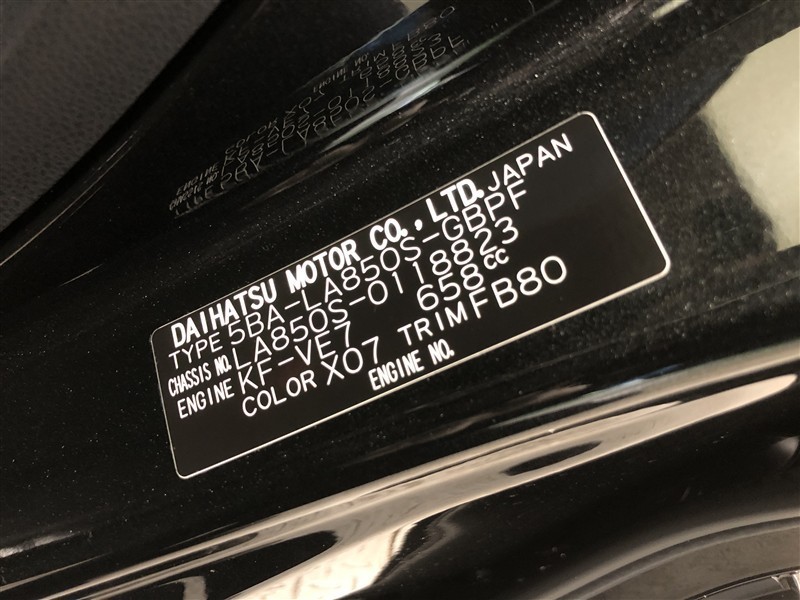 DAIHATSU MOTOR CO., LTD. JAPAN
TYPE 5BA-LA850S-GBPF
CHASSIS NO. LA850S-0118823
ENGINE KF-VE7 658cc
COLOR X07 TRIM FB80
ENGINE NO.